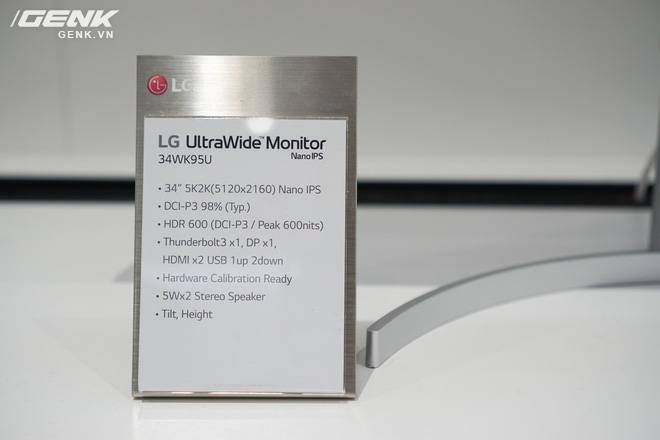 GENK
GENK.VN
LG
LG UltraWide™ Monitor
NanoIPS
34WK95U
• 34” 5K2K(5120x2160) Nano IPS
• DCI-P3 98% (Typ.)
• HDR 600 (DCI-P3 / Peak 600nits)
• Thunderbolt3 x1, DP x1,
HDMI x2 USB 1up 2down
• Hardware Calibration Ready
• 5Wx2 Stereo Speaker
• Tilt, Height